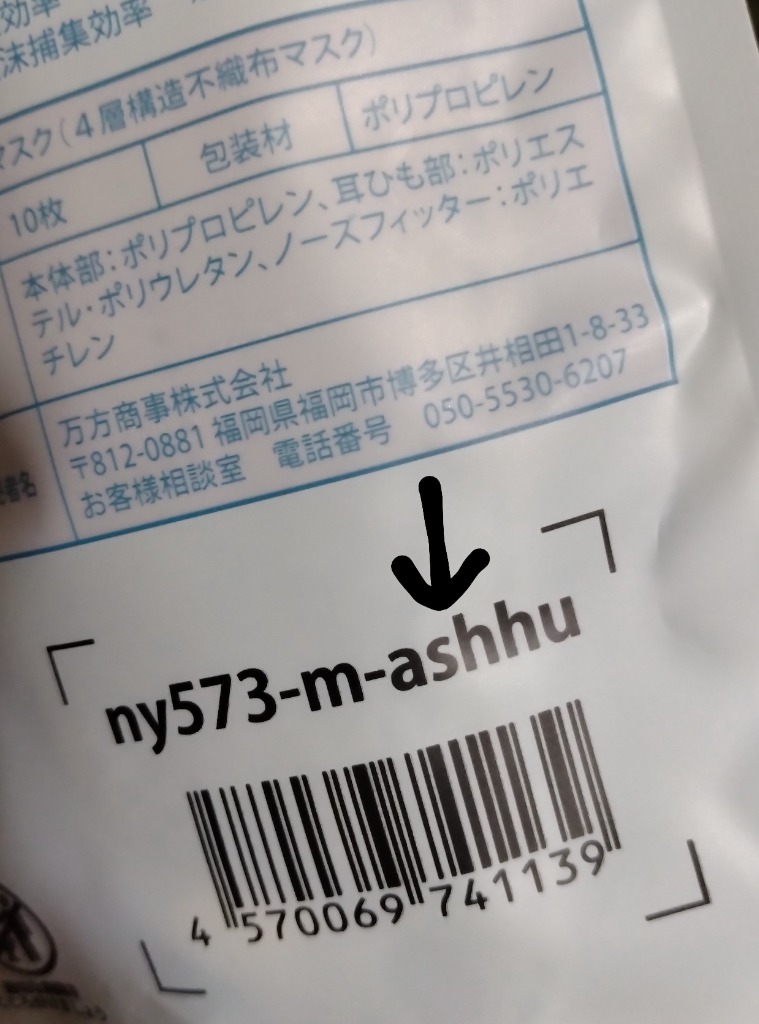 効率
沫捕集効率
マスク(4層構造不織布マスク)
10枚 包装材 ポリプロピレン
本体部:ポリプロピレン、耳ひも部:ポリエス
テル・ポリウレタン、ノーズフィッター:ポリエ
チレン
万方商事株式会社
〒812-0881 福岡県福岡市博多区井相田1-8-33
お客様相談室 電話番号 050-5530-6207
者名
ny573-m-ashhu
4 570069 741139